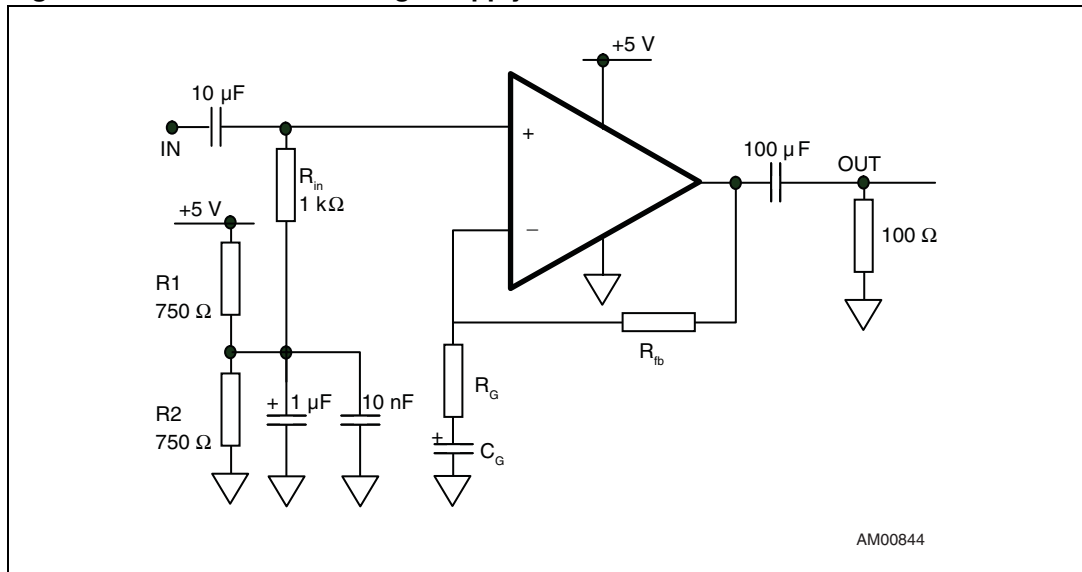 +5 V
10 µF
IN
R_in
1 kΩ
+
−
100 µF
OUT
100 Ω
+5 V
R1
750 Ω
R_fb
R_G
R2
750 Ω
+ 1 µF
10 nF
+
C_G
AM00844